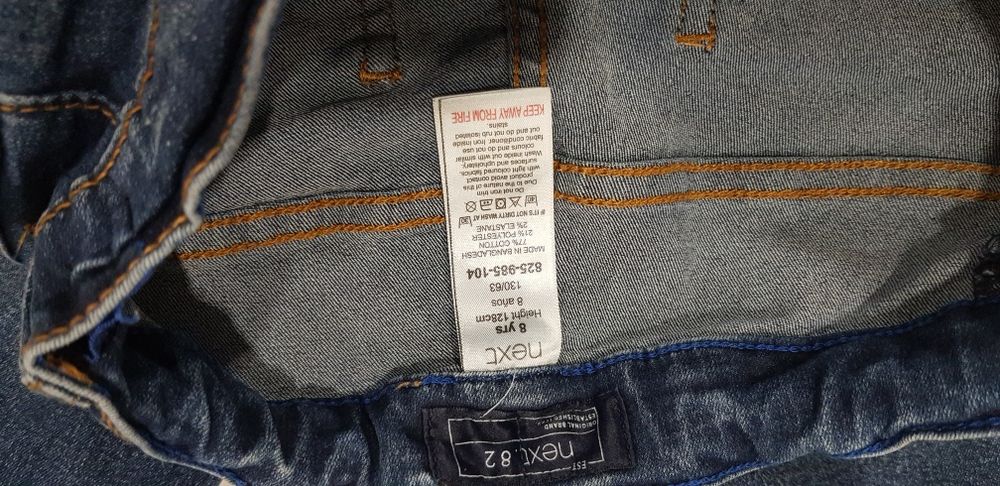 next
8 yrs
Height 128cm
8 años
130/63
825-985-104
MADE IN BANGLADESH
77% COTTON
21% POLYESTER
2% ELASTANE
IF IT'S NOT DIRTY WASH AT
Do not iron trim
Due to the nature of this
product avoid contact
with light coloured fabrics,
surfaces and upholstery.
Wash inside out with similar
colours and do not use
fabric conditioner Iron inside
out and do not rub isolated
stains.
KEEP AWAY FROM FIRE
EST
next.82
ORIGINAL BRAND
ESTABLISHED